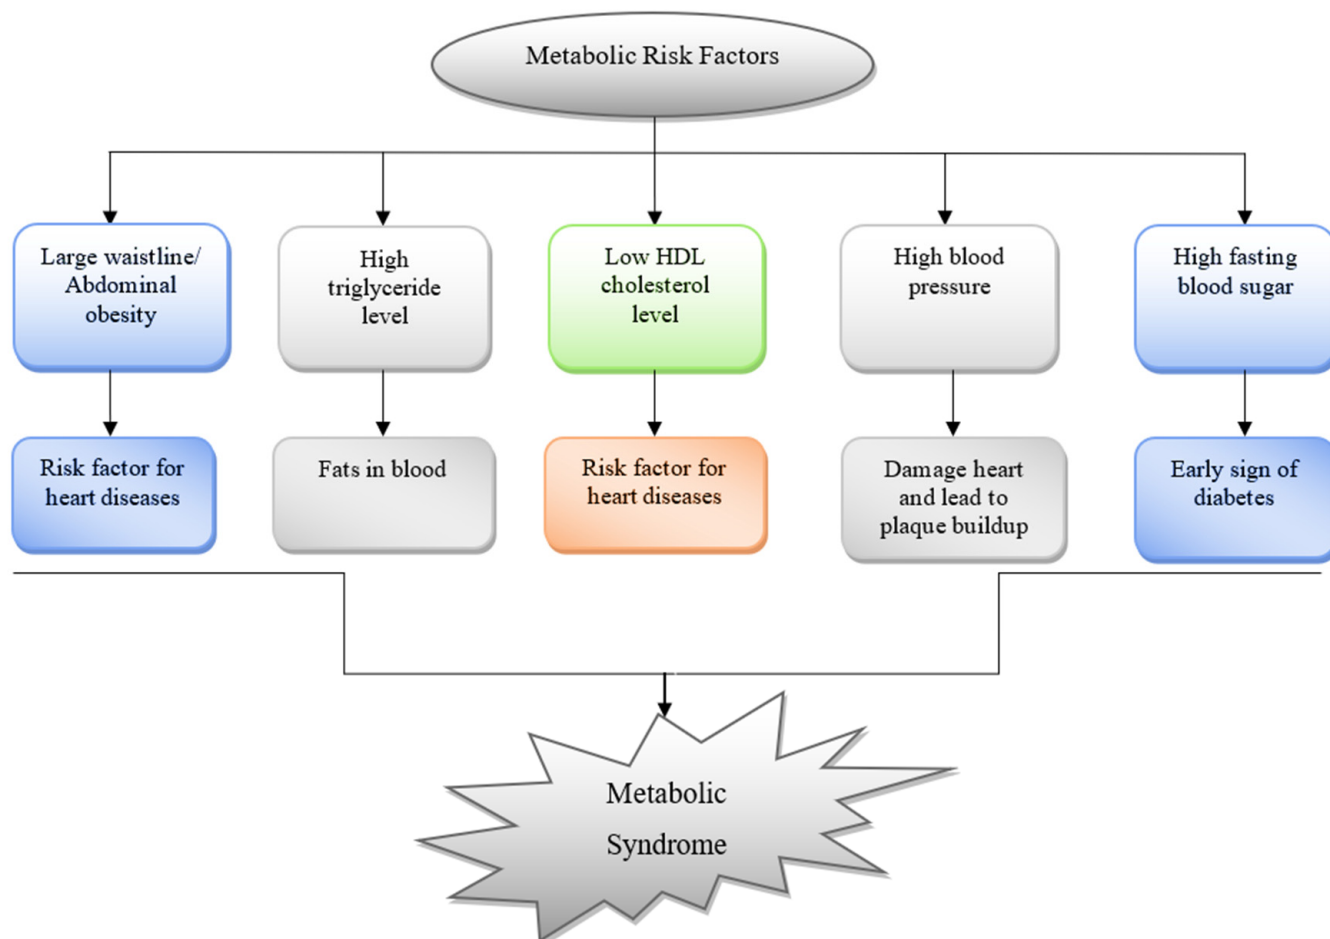 Metabolic Risk Factors
Large waistline/
Abdominal
obesity
High
triglyceride
level
Low HDL
cholesterol
level
High blood
pressure
High fasting
blood sugar
Risk factor for
heart diseases
Fats in blood
Risk factor for
heart diseases
Damage heart
and lead to
plaque buildup
Early sign of
diabetes
Metabolic
Syndrome